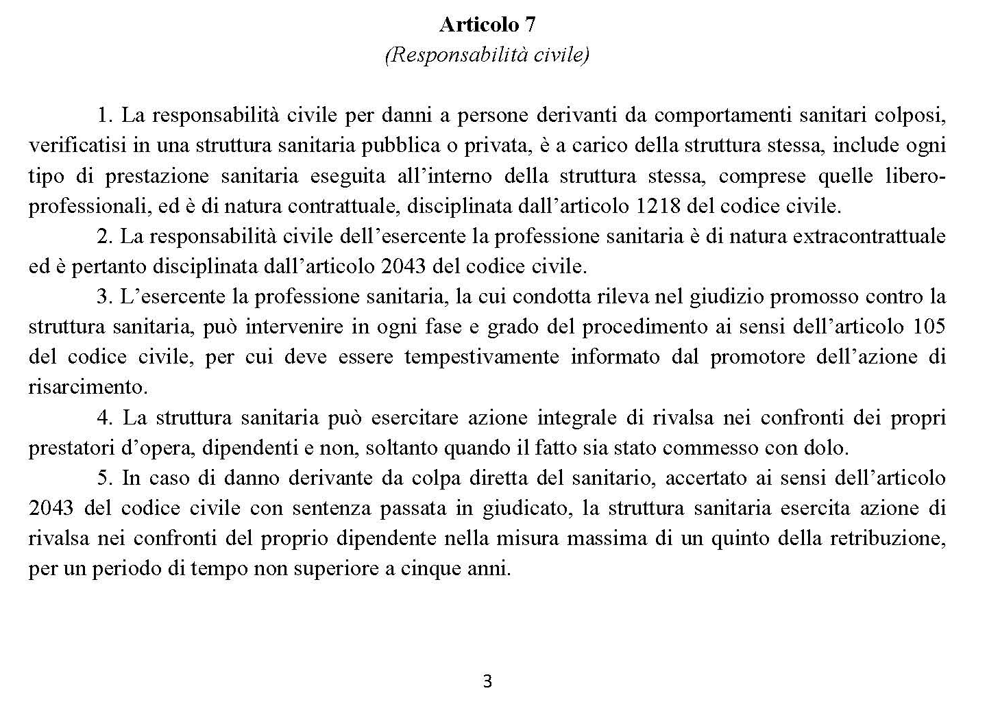 Articolo 7
(Responsabilità civile)
1. La responsabilità civile per danni a persone derivanti da comportamenti sanitari colposi,
verificatisi in una struttura sanitaria pubblica o privata, è a carico della struttura stessa, include ogni
tipo di prestazione sanitaria eseguita all’interno della struttura stessa, comprese quelle libero-
professionali, ed è di natura contrattuale, disciplinata dall’articolo 1218 del codice civile.
2. La responsabilità civile dell’esercente la professione sanitaria è di natura extracontrattuale
ed è pertanto disciplinata dall’articolo 2043 del codice civile.
3. L’esercente la professione sanitaria, la cui condotta rileva nel giudizio promosso contro la
struttura sanitaria, può intervenire in ogni fase e grado del procedimento ai sensi dell’articolo 105
del codice civile, per cui deve essere tempestivamente informato dal promotore dell’azione di
risarcimento.
4. La struttura sanitaria può esercitare azione integrale di rivalsa nei confronti dei propri
prestatori d’opera, dipendenti e non, soltanto quando il fatto sia stato commesso con dolo.
5. In caso di danno derivante da colpa diretta del sanitario, accertato ai sensi dell’articolo
2043 del codice civile con sentenza passata in giudicato, la struttura sanitaria esercita azione di
rivalsa nei confronti del proprio dipendente nella misura massima di un quinto della retribuzione,
per un periodo di tempo non superiore a cinque anni.
3